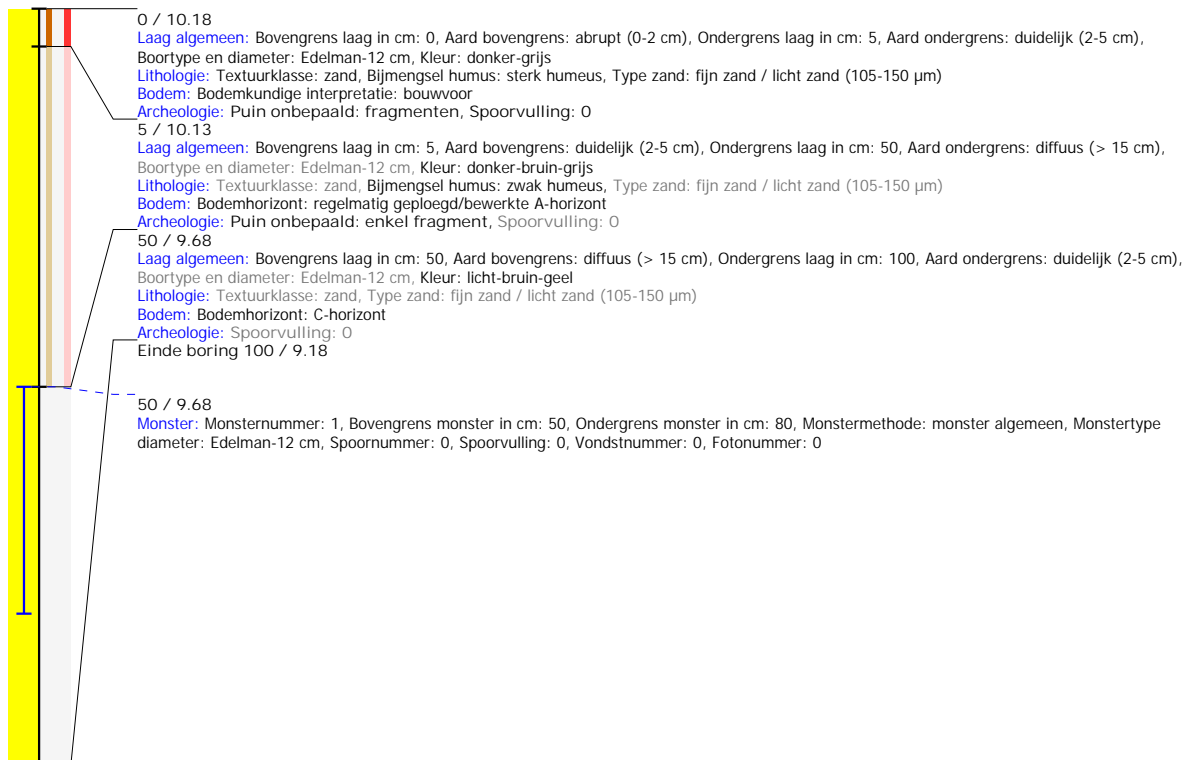 0 / 10.18
Laag algemeen: Bovengrens laag in cm: 0, Aard bovengrens: abrupt (0-2 cm), Ondergrens laag in cm: 5, Aard ondergrens: duidelijk (2-5 cm),
Boortype en diameter: Edelman-12 cm, Kleur: donker-grijs
Lithologie: Textuurklasse: zand, Bijmengsel humus: sterk humeus, Type zand: fijn zand / licht zand (105-150 µm)
Bodem: Bodemkundige interpretatie: bouwvoor
Archeologie: Puin onbepaald: fragmenten, Spoorvulling: 0
5 / 10.13
Laag algemeen: Bovengrens laag in cm: 5, Aard bovengrens: duidelijk (2-5 cm), Ondergrens laag in cm: 50, Aard ondergrens: diffuus (> 15 cm),
Boortype en diameter: Edelman-12 cm, Kleur: donker-bruin-grijs
Lithologie: Textuurklasse: zand, Bijmengsel humus: zwak humeus, Type zand: fijn zand / licht zand (105-150 µm)
Bodem: Bodemhorizont: regelmatig geploegd/bewerkte A-horizont
Archeologie: Puin onbepaald: enkel fragment, Spoorvulling: 0
50 / 9.68
Laag algemeen: Bovengrens laag in cm: 50, Aard bovengrens: diffuus (> 15 cm), Ondergrens laag in cm: 100, Aard ondergrens: duidelijk (2-5 cm),
Boortype en diameter: Edelman-12 cm, Kleur: licht-bruin-geel
Lithologie: Textuurklasse: zand, Type zand: fijn zand / licht zand (105-150 µm)
Bodem: Bodemhorizont: C-horizont
Archeologie: Spoorvulling: 0
Einde boring 100 / 9.18
50 / 9.68
Monster: Monsternummer: 1, Bovengrens monster in cm: 50, Ondergrens monster in cm: 80, Monstermethode: monster algemeen, Monstertype
diameter: Edelman-12 cm, Spoornummer: 0, Spoorvulling: 0, Vondstnummer: 0, Fotonummer: 0